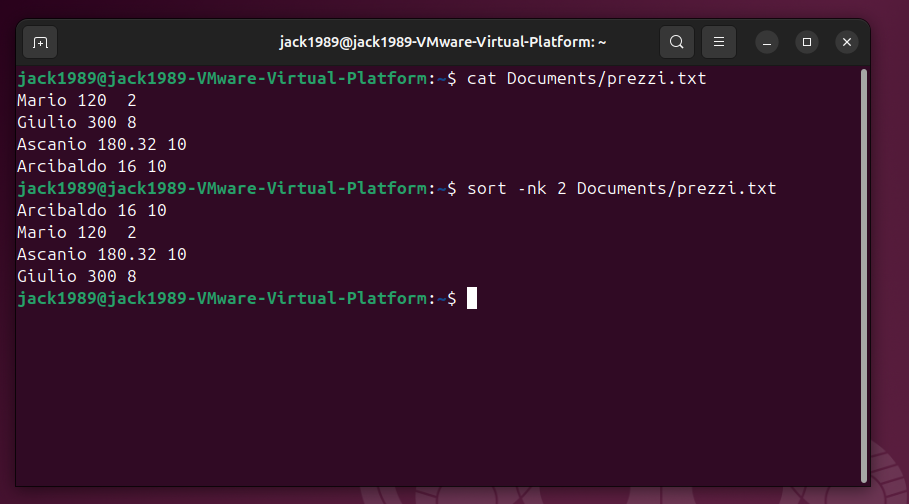 jack1989@jack1989-VMware-Virtual-Platform: ~
jack1989@jack1989-VMware-Virtual-Platform:~$ cat Documents/prezzi.txt
Mario 120  2
Giulio 300 8
Ascanio 180.32 10
Arcibaldo 16 10
jack1989@jack1989-VMware-Virtual-Platform:~$ sort -nk 2 Documents/prezzi.txt
Arcibaldo 16 10
Mario 120  2
Ascanio 180.32 10
Giulio 300 8
jack1989@jack1989-VMware-Virtual-Platform:~$